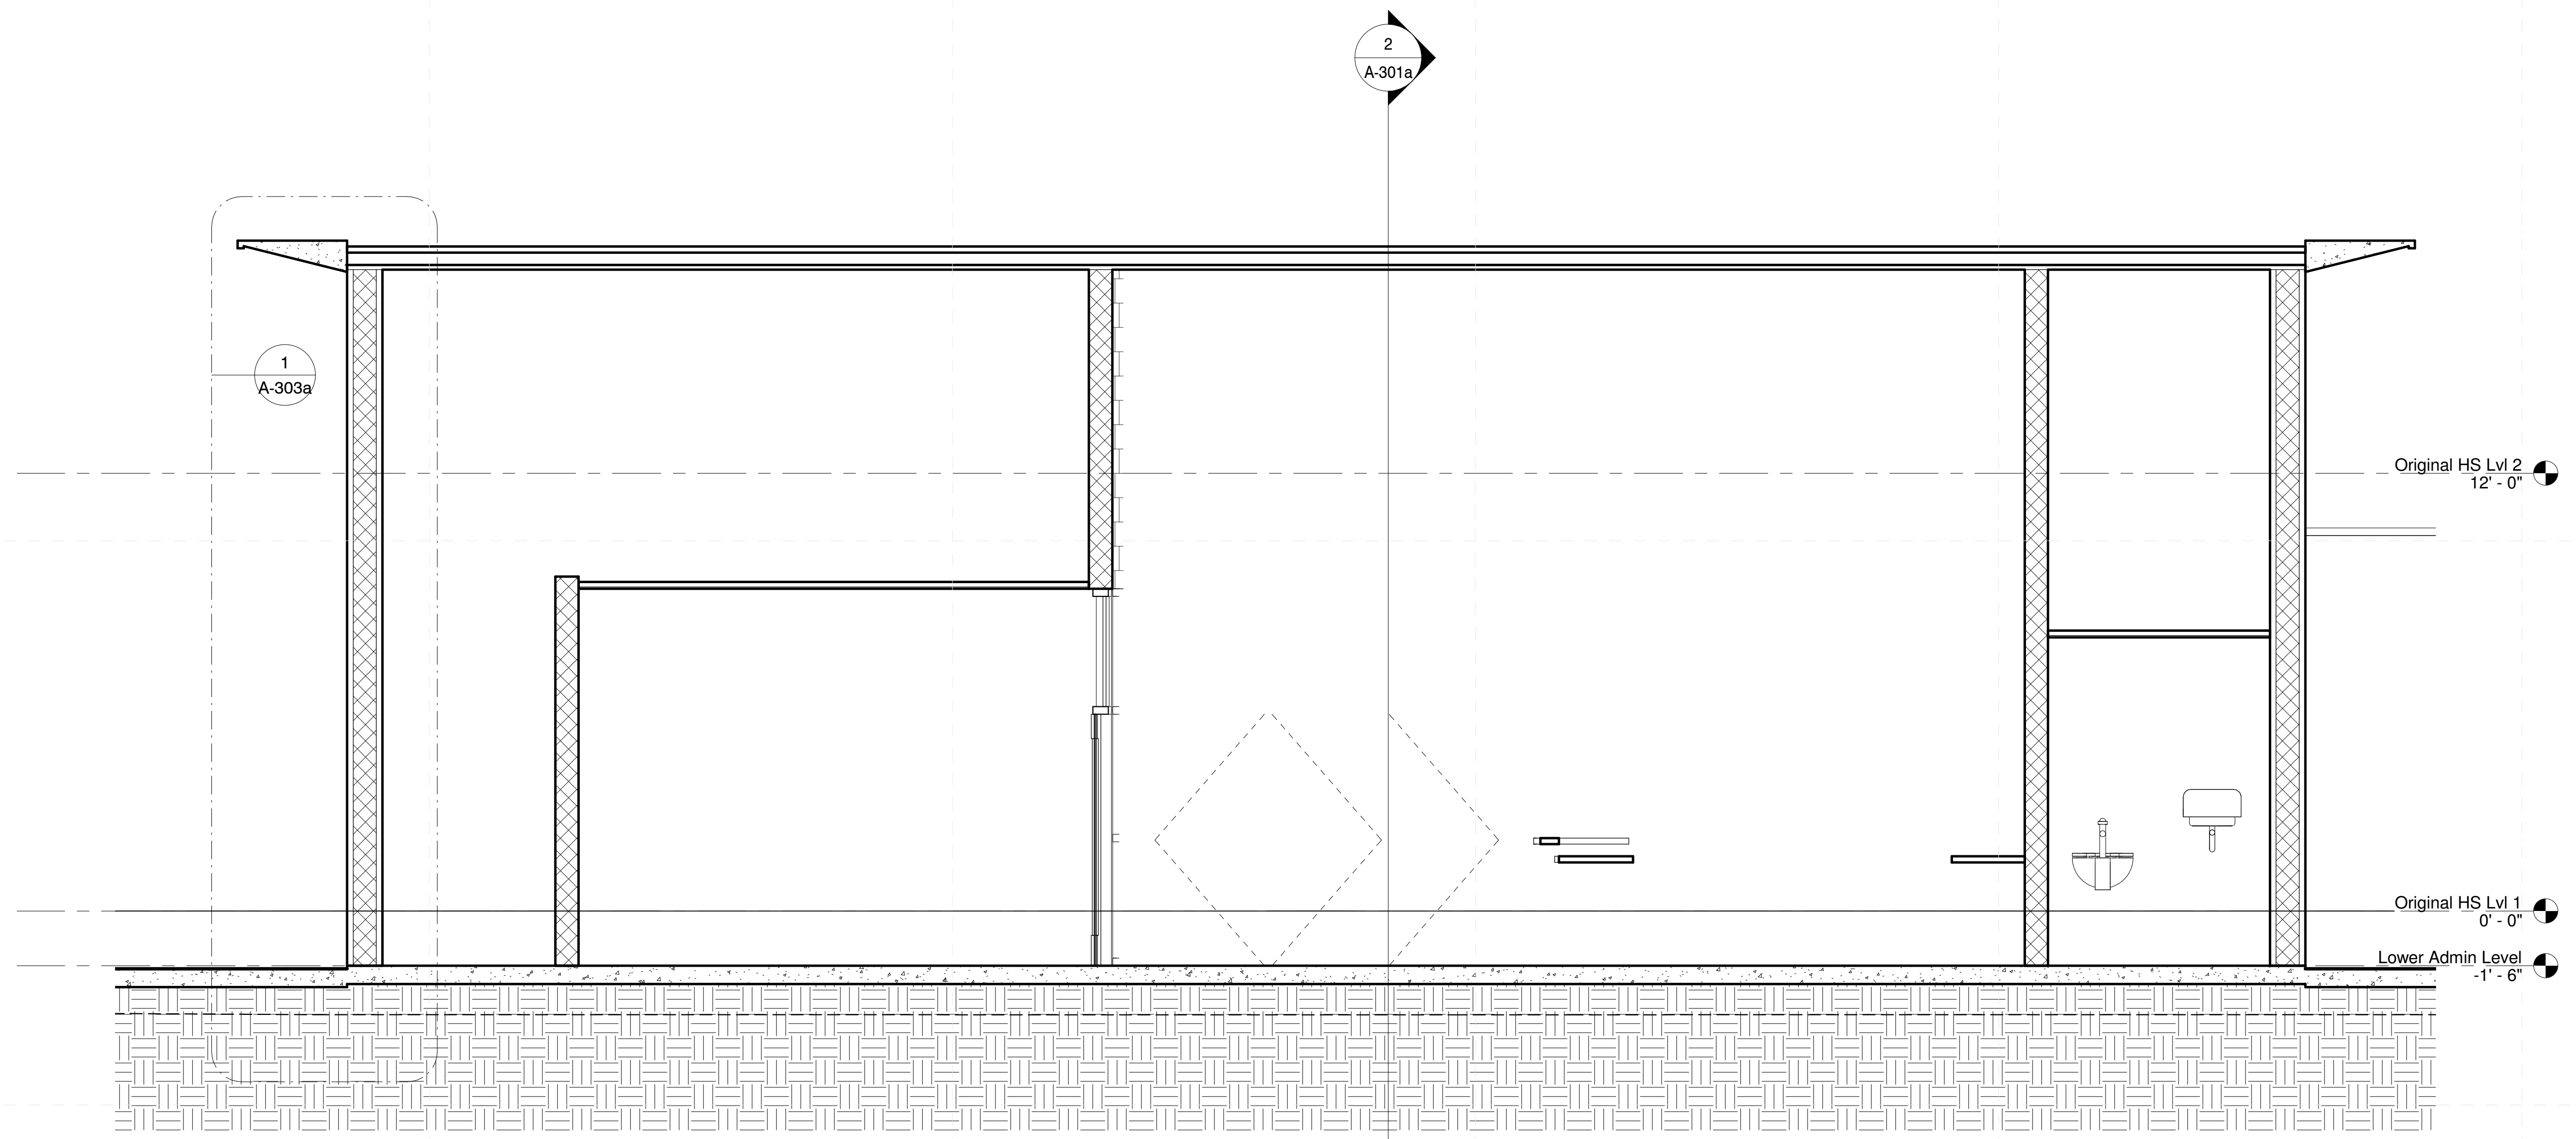 2
A-301a
1
A-303a
Original HS Lvl 2
12' - 0"
Original HS Lvl 1
0' - 0"
Lower Admin Level
-1' - 6"